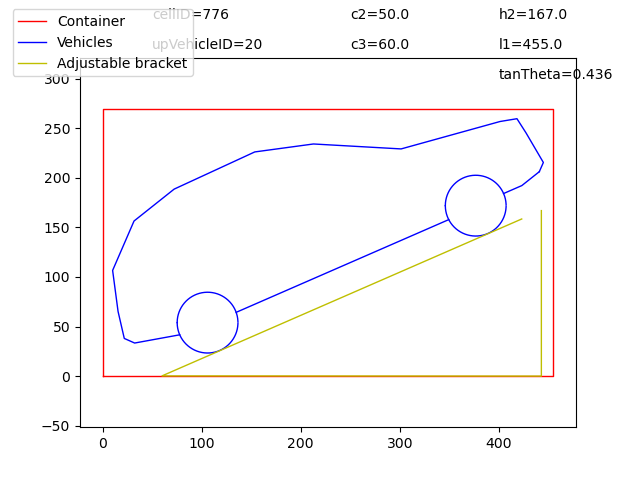 cellID=776 c2=50.0 h2=167.0
Container
Vehicles
upVehicleID=20 c3=60.0 l1=455.0
Adjustable bracket
tanTheta=0.436
300
250
200
150
100
50
0
−50
0 100 200 300 400